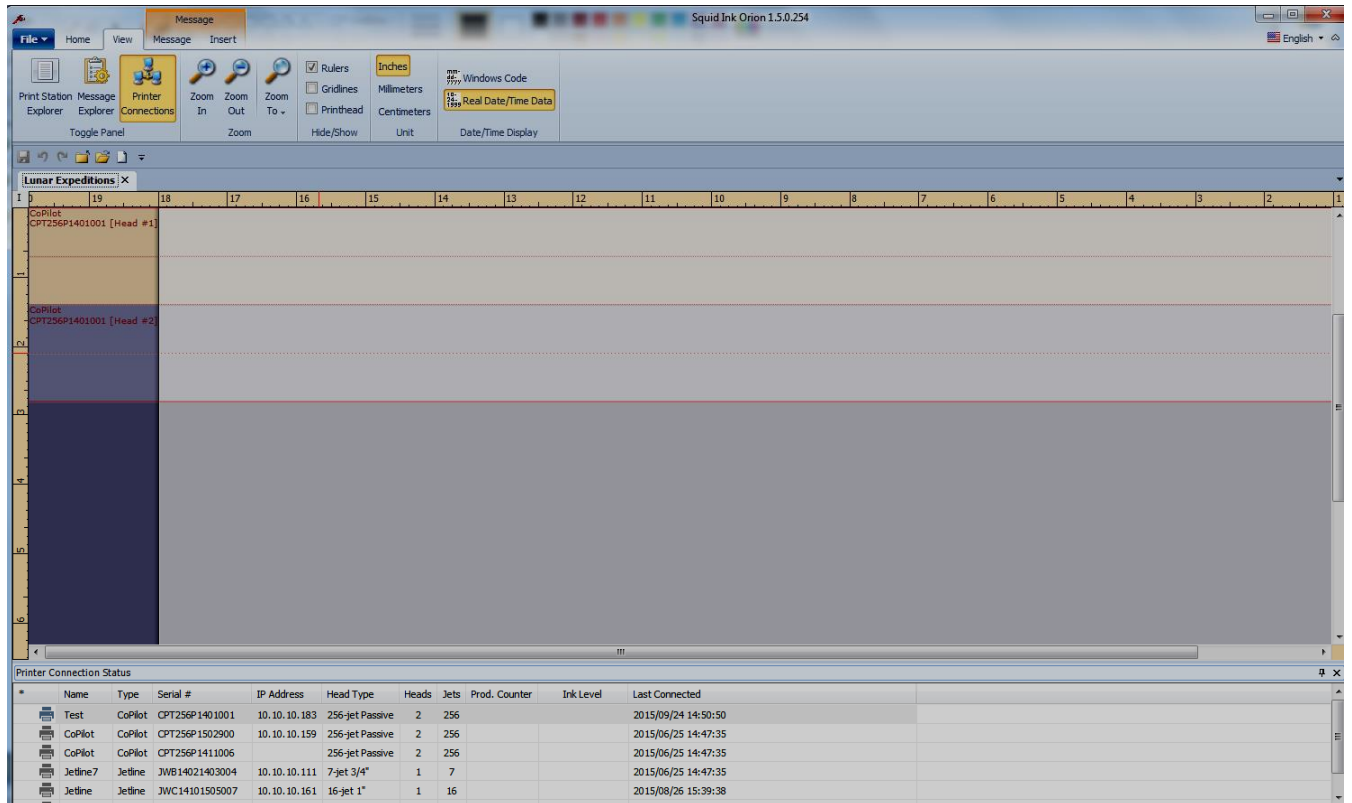 Message
Squid Ink Orion 1.5.0.254
File Home View Message Insert
English
Print Station Explorer
Message Explorer
Printer Connections
Toggle Panel
Zoom In
Zoom Out
Zoom To
Zoom
Rulers
Gridlines
Printhead
Hide/Show
Inches
Millimeters
Centimeters
Unit
mm-dd-yyyy Windows Code
10-24-1999 Real Date/Time Data
Date/Time Display
Lunar Expeditions
I 19 18 17 16 15 14 13 12 11 10 9 8 7 6 5 4 3 2 1
CoPilot
CPT256P1401001 [Head #1]
1
CoPilot
CPT256P1401001 [Head #2]
2
3
4
5
6
Printer Connection Status
* Name Type Serial # IP Address Head Type Heads Jets Prod. Counter Ink Level Last Connected
Test CoPilot CPT256P1401001 10.10.10.183 256-jet Passive 2 256 2015/09/24 14:50:50
CoPilot CoPilot CPT256P1502900 10.10.10.159 256-jet Passive 2 256 2015/06/25 14:47:35
CoPilot CoPilot CPT256P1411006 256-jet Passive 2 256 2015/06/25 14:47:35
Jetline7 Jetline JWB14021403004 10.10.10.111 7-jet 3/4" 1 7 2015/06/25 14:47:35
Jetline Jetline JWC14101505007 10.10.10.161 16-jet 1" 1 16 2015/08/26 15:39:38